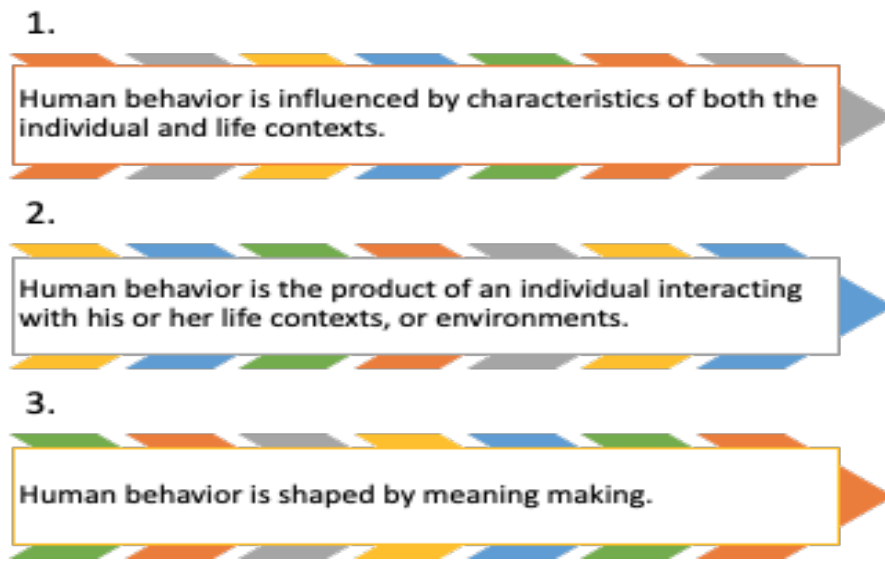 1.
Human behavior is influenced by characteristics of both the
individual and life contexts.
2.
Human behavior is the product of an individual interacting
with his or her life contexts, or environments.
3.
Human behavior is shaped by meaning making.